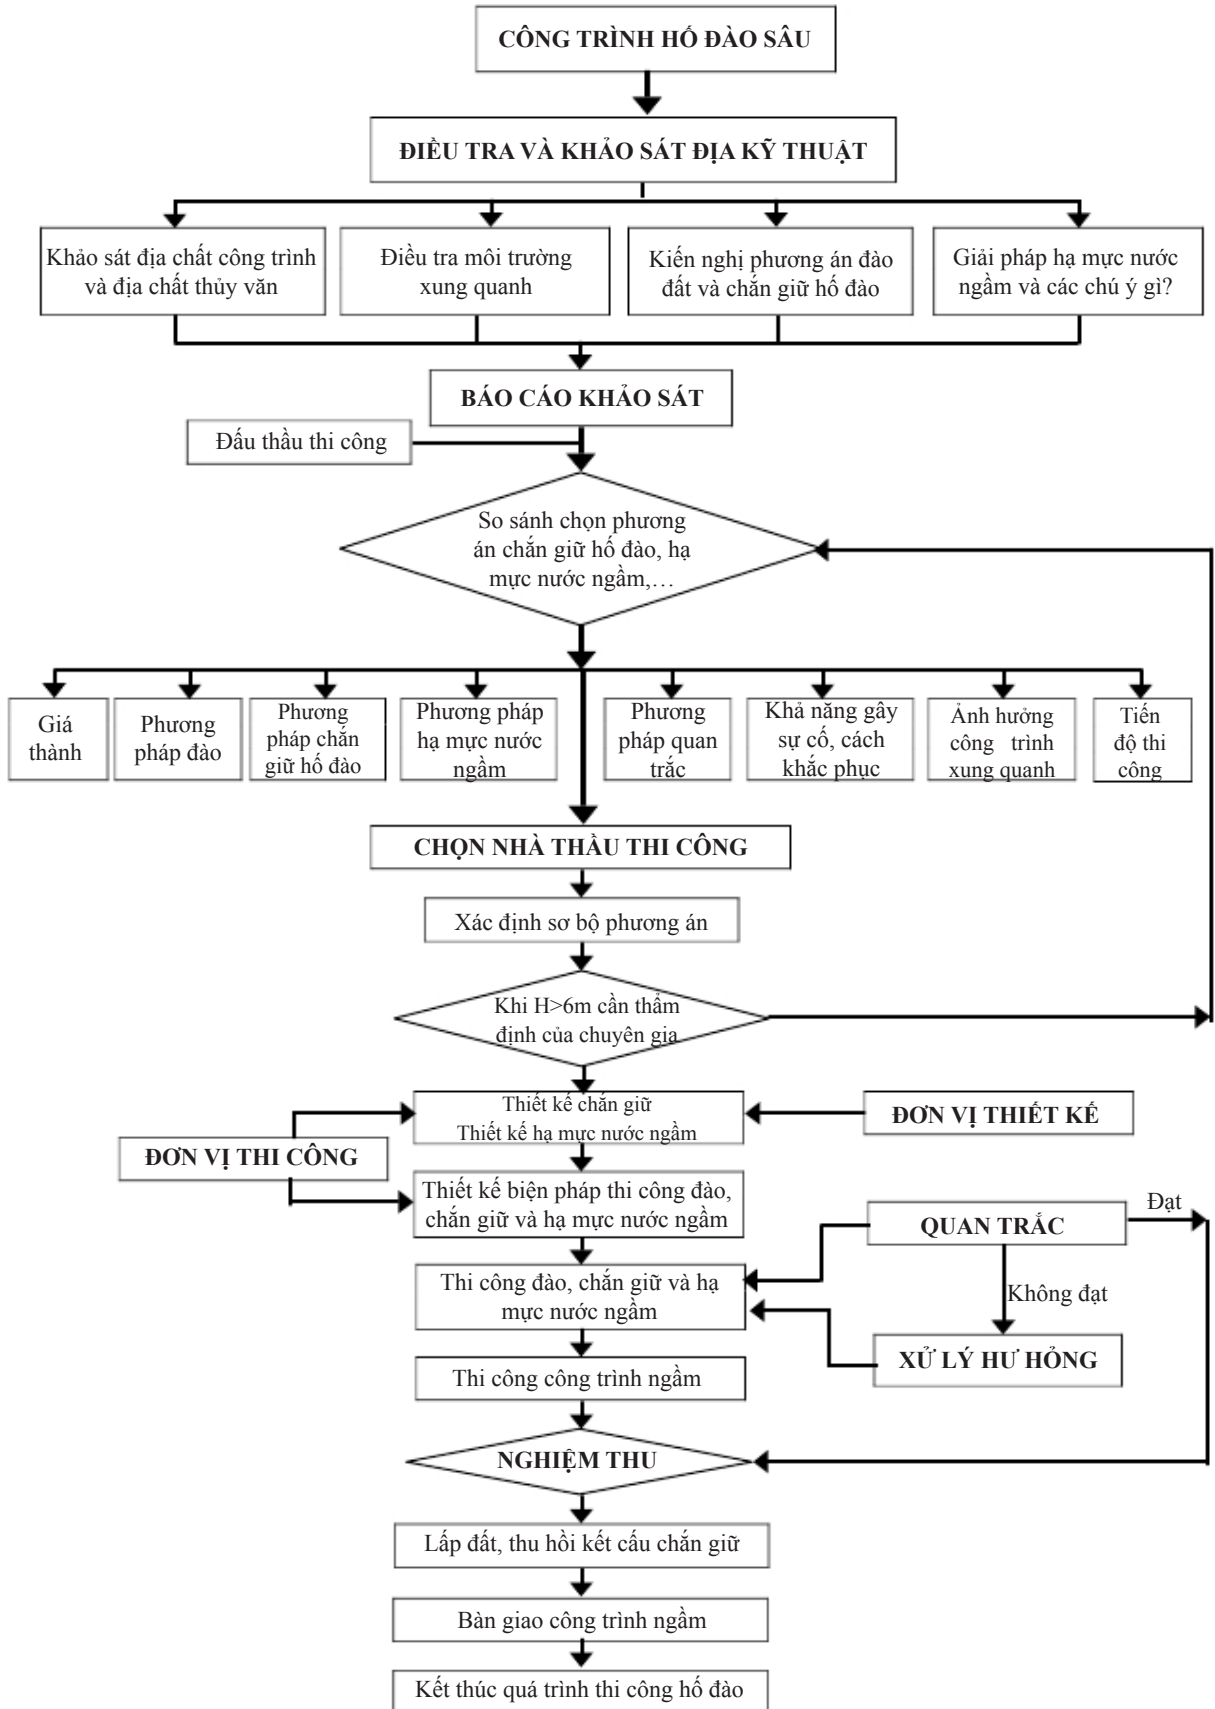 CÔNG TRÌNH HỐ ĐÀO SÂU
ĐIỀU TRA VÀ KHẢO SÁT ĐỊA KỸ THUẬT
Khảo sát địa chất công trình
và địa chất thủy văn
Điều tra môi trường
xung quanh
Kiến nghị phương án đào
đất và chắn giữ hố đào
Giải pháp hạ mực nước
ngầm và các chú ý gì?
BÁO CÁO KHẢO SÁT
Đấu thầu thi công
So sánh chọn phương
án chắn giữ hố đào, hạ
mực nước ngầm,…
Giá
thành
Phương
pháp đào
Phương
pháp chắn
giữ hố đào
Phương pháp
hạ mực nước
ngầm
Phương
pháp quan
trắc
Khả năng gây
sự cố, cách
khắc phục
Ảnh hưởng
công trình
xung quanh
Tiến
độ thi
công
CHỌN NHÀ THẦU THI CÔNG
Xác định sơ bộ phương án
Khi H>6m cần thẩm
định của chuyên gia
Thiết kế chắn giữ
Thiết kế hạ mực nước ngầm
ĐƠN VỊ THIẾT KẾ
ĐƠN VỊ THI CÔNG
Thiết kế biện pháp thi công đào,
chắn giữ và hạ mực nước ngầm
QUAN TRẮC
Đạt
Thi công đào, chắn giữ và hạ
mực nước ngầm
Không đạt
XỬ LÝ HƯ HỎNG
Thi công công trình ngầm
NGHIỆM THU
Lấp đất, thu hồi kết cấu chắn giữ
Bàn giao công trình ngầm
Kết thúc quá trình thi công hố đào